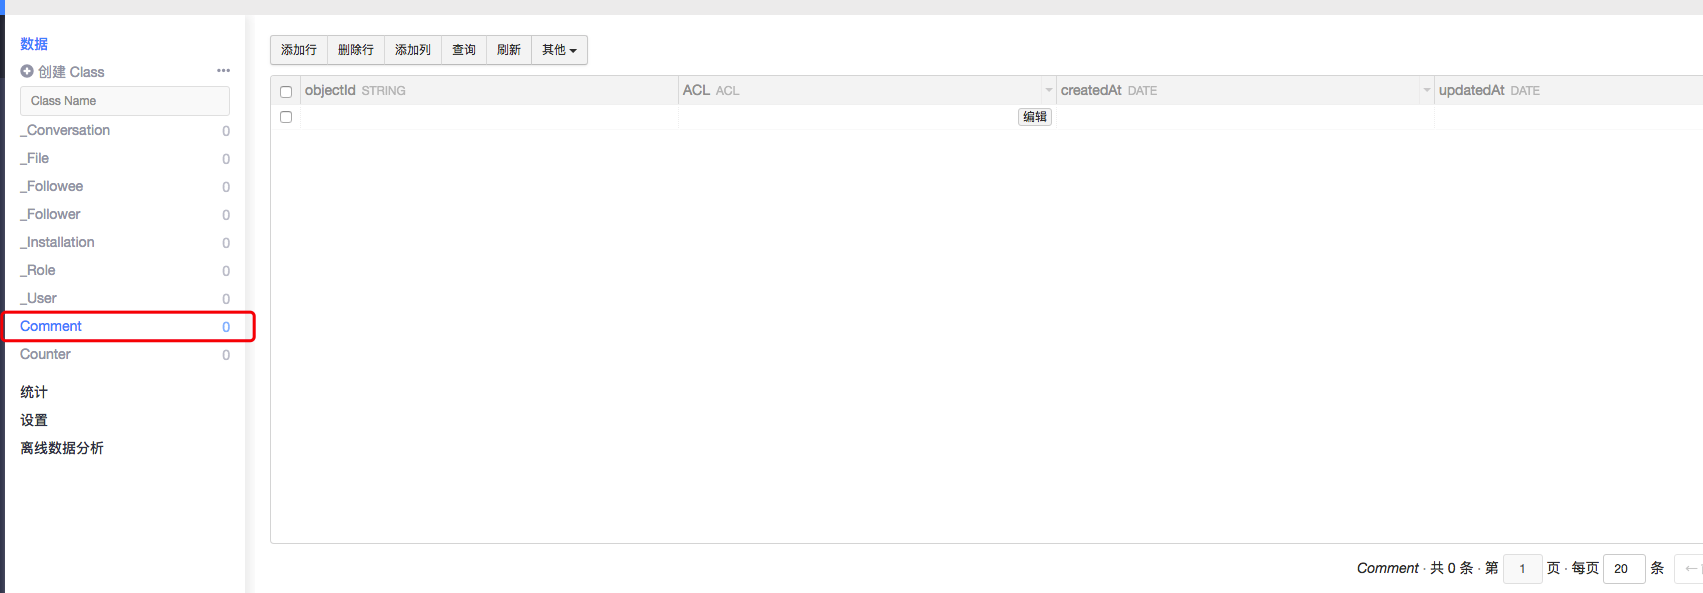 数据
创建 Class
Class Name
_Conversation 0
_File 0
_Followee 0
_Follower 0
_Installation 0
_Role 0
_User 0
Comment 0
Counter 0
统计
设置
离线数据分析
添加行 删除行 添加列 查询 刷新 其他
objectId STRING ACL ACL createdAt DATE updatedAt DATE
编辑
Comment · 共 0 条 · 第 1 页 · 每页 20 条